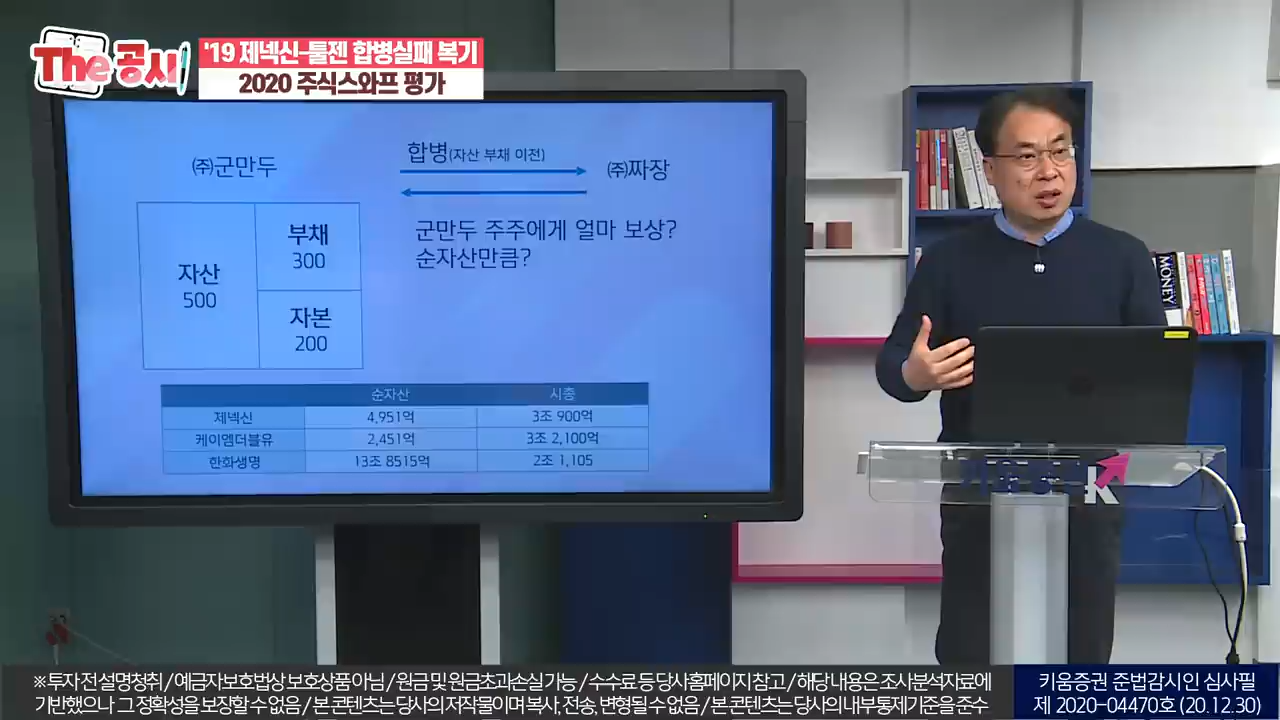 The 공시
'19 제넥신-툴젠 합병실패 복기
2020 주식스와프 평가
㈜군만두
합병(자산 부채 이전)
㈜짜장
자산
500
부채
300
자본
200
군만두 주주에게 얼마 보상?
순자산만큼?
순자산 시총
제넥신 4,951억 3조 900억
케이엠더블유 2,451억 3조 2,100억
한화생명 13조 8515억 2조 1,105
MONEY
K
※ 투자 전 설명청취 / 예금자보호법상 보호상품 아님 / 원금 및 원금초과손실 가능 / 수수료 등 당사홈페이지 참고 / 해당 내용은 조사분석자료에
기반했으나 그 정확성을 보장할 수 없음 / 본 콘텐츠는 당사의 저작물이며 복사, 전송, 변형될 수 없음 / 본 콘텐츠는 당사의 내부통제기준을 준수
키움증권 준법감시인 심사필
제 2020-04470호 (20.12.30)